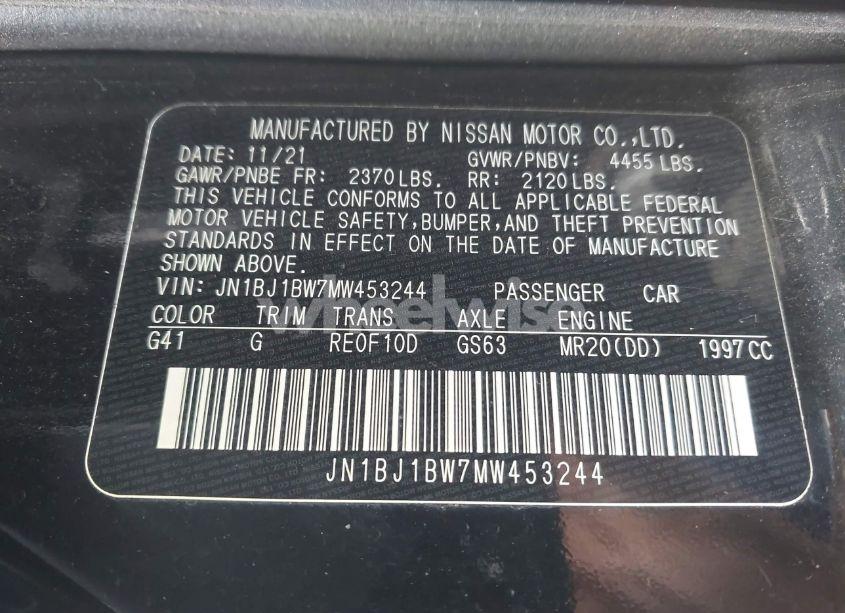 MANUFACTURED BY NISSAN MOTOR CO.,LTD.
DATE: 11/21 GVWR/PNBV: 4455 LBS.
GAWR/PNBE FR: 2370LBS. RR: 2120LBS.
THIS VEHICLE CONFORMS TO ALL APPLICABLE FEDERAL
MOTOR VEHICLE SAFETY,BUMPER,AND THEFT PREVENTION
STANDARDS IN EFFECT ON THE DATE OF MANUFACTURE
SHOWN ABOVE.
VIN: JN1BJ1BW7MW453244 PASSENGER CAR
wheelwise
COLOR TRIM TRANS AXLE ENGINE
G41 G RE0F10D GS63 MR20(DD) 1997CC
JN1BJ1BW7MW453244